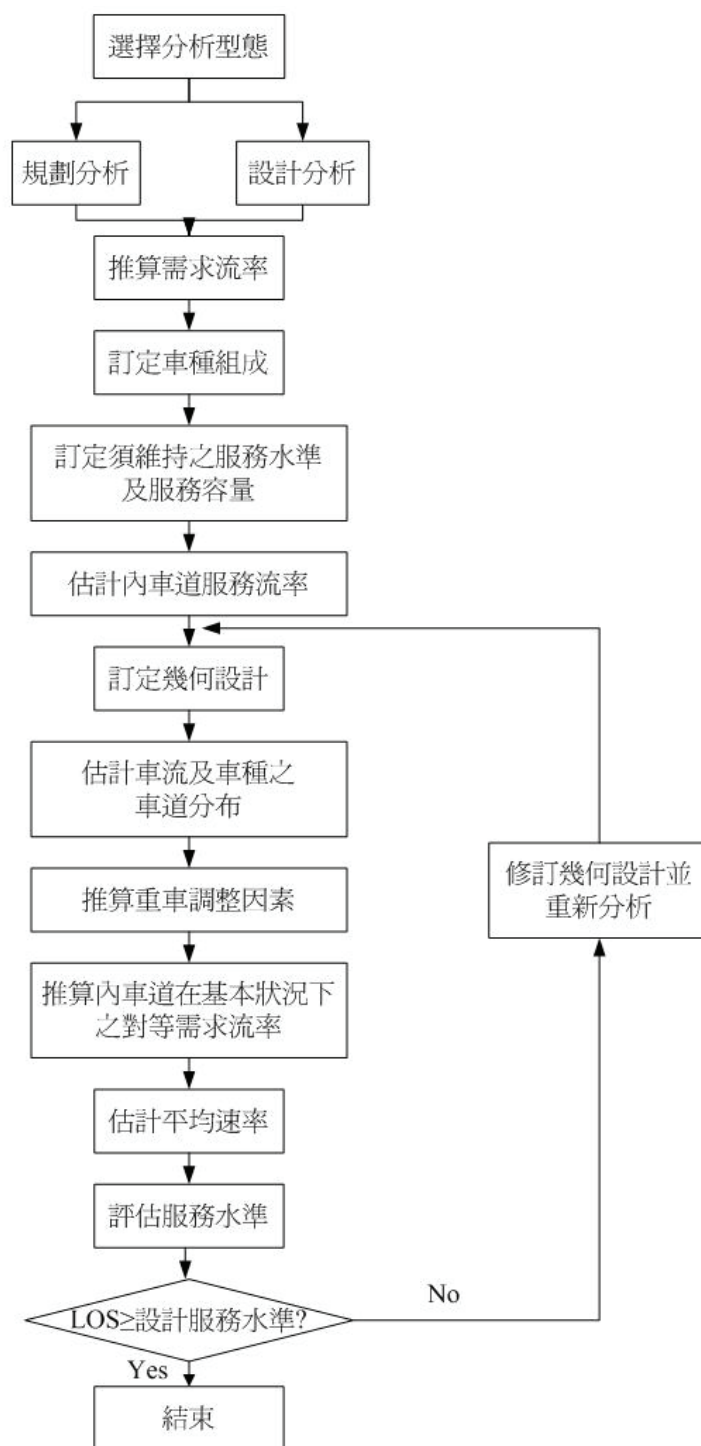 選擇分析型態
規劃分析
設計分析
推算需求流率
訂定車種組成
訂定須維持之服務水準
及服務容量
估計內車道服務流率
訂定幾何設計
估計車流及車種之
車道分布
推算重車調整因素
推算內車道在基本狀況下
之對等需求流率
估計平均速率
評估服務水準
LOS≥設計服務水準?
Yes
結束
No
修訂幾何設計並
重新分析